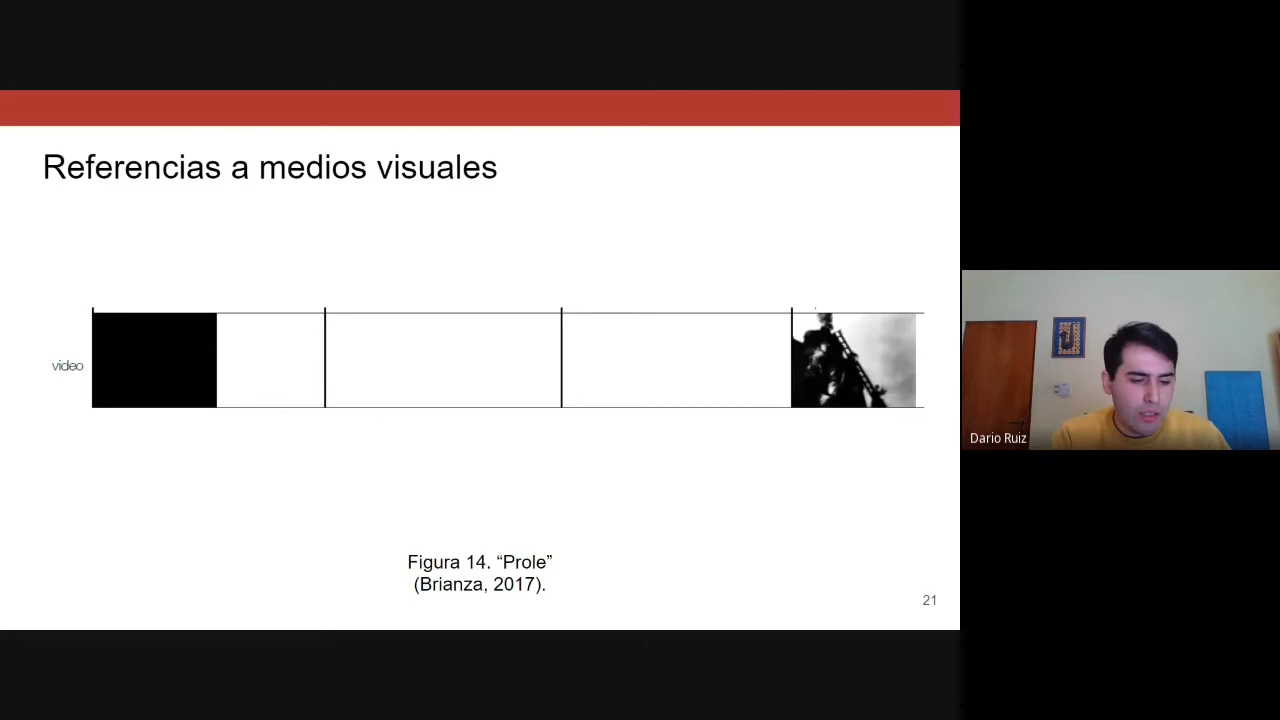 Referencias a medios visuales
video
Figura 14. “Prole”
(Brianza, 2017).
21
Dario Ruiz